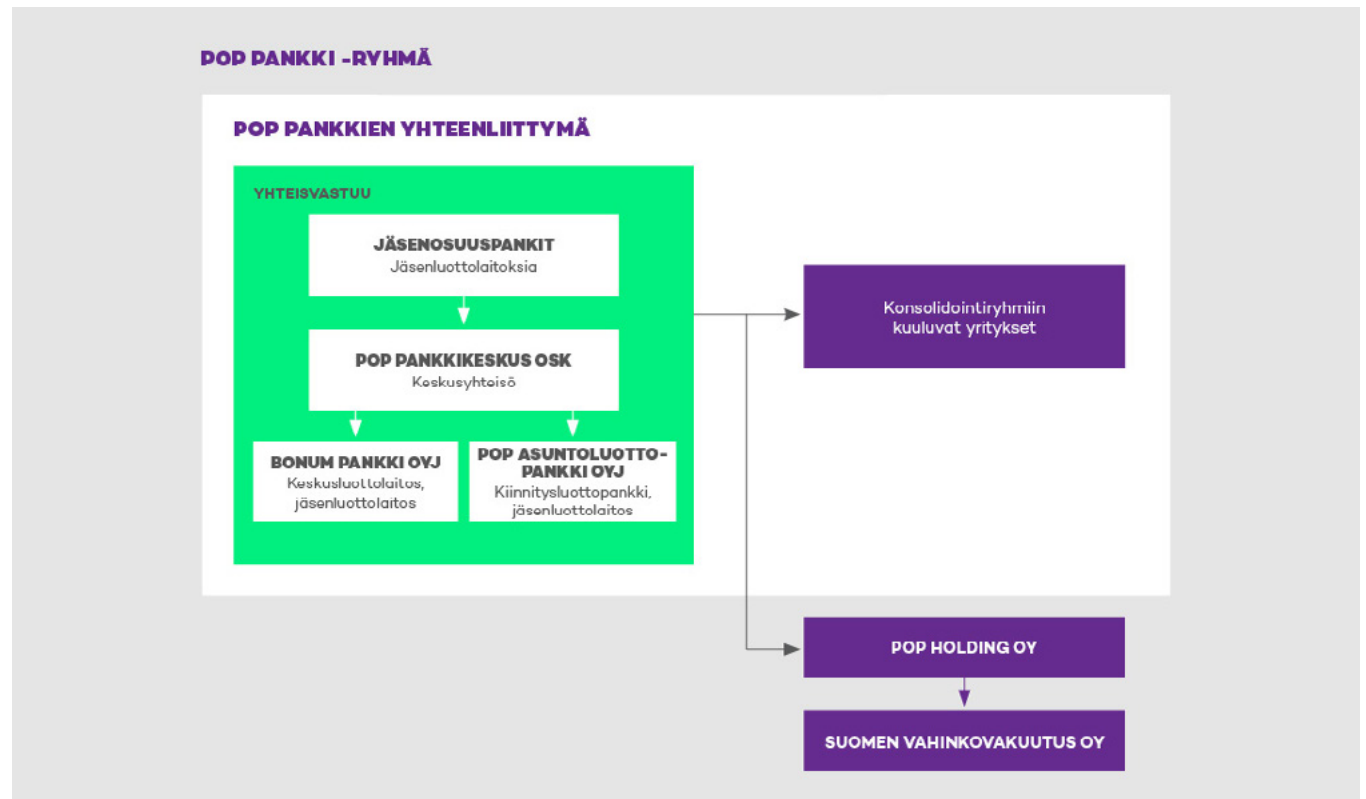 POP PANKKI -RYHMÄ
POP PANKKIEN YHTEENLIITTYMÄ
YHTEISVASTUU
JÄSENOSUUSPANKIT
Jäsenluottolaitoksia
POP PANKKIKESKUS OSK
Keskusyhteisö
BONUM PANKKI OYJ
Keskusluottolaitos,
jäsenluottolaitos
POP ASUNTOLUOTTO-
PANKKI OYJ
Kiinnitysluottopankki,
jäsenluottolaitos
Konsolidointiryhmiin
kuuluvat yritykset
POP HOLDING OY
SUOMEN VAHINKOVAKUUTUS OY